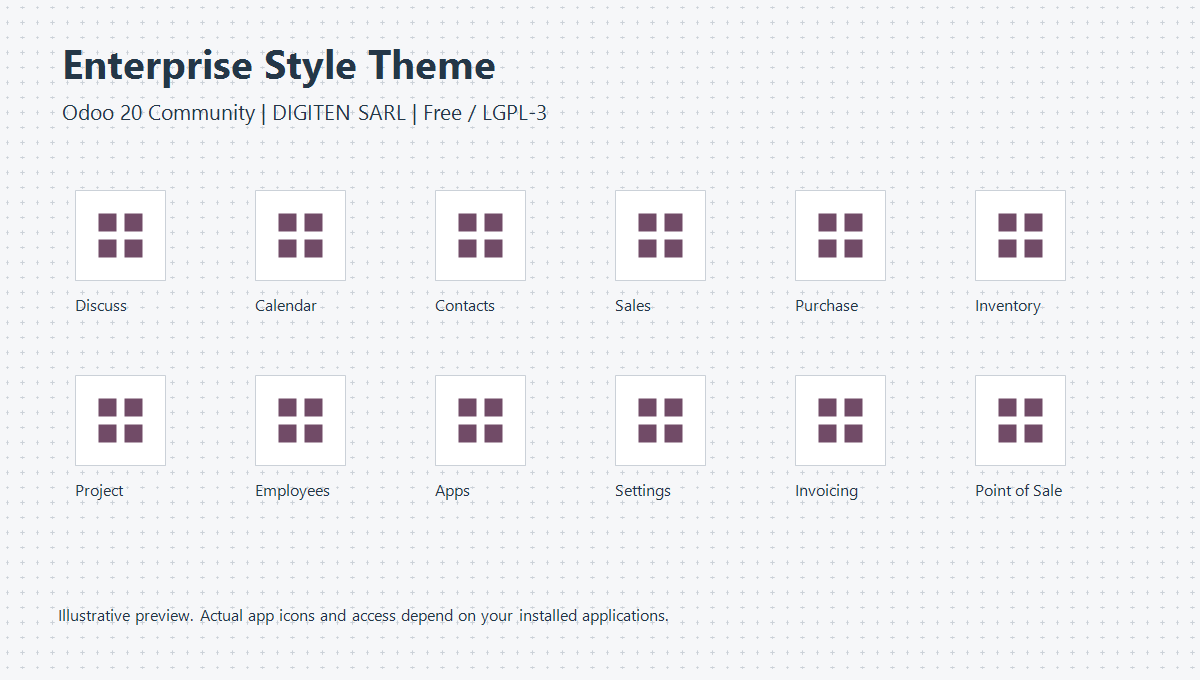 Enterprise Style Theme
Odoo 20 Community | DIGITEN SARL | Free / LGPL-3
Discuss Calendar Contacts Sales Purchase Inventory
Project Employees Apps Settings Invoicing Point of Sale
Illustrative preview. Actual app icons and access depend on your installed applications.